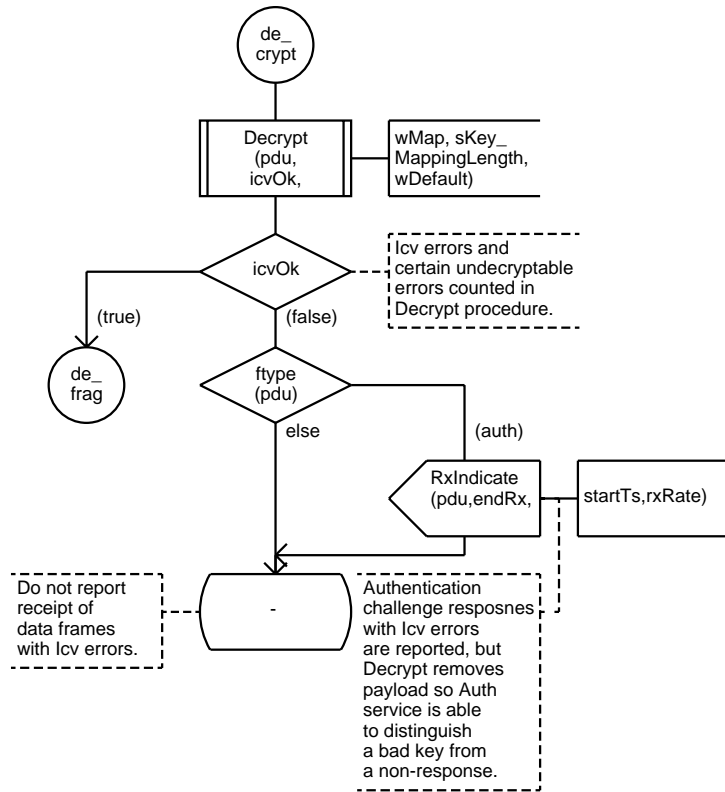 de_
crypt
Decrypt
(pdu,
icvOk,
wMap, sKey_
MappingLength,
wDefault)
icvOk
Icv errors and
certain undecryptable
errors counted in
Decrypt procedure.
(true)
(false)
de_
frag
ftype
(pdu)
else
(auth)
RxIndicate
(pdu,endRx,
startTs,rxRate)
Do not report
receipt of
data frames
with Icv errors.
-
Authentication
challenge resposnes
with Icv errors
are reported, but
Decrypt removes
payload so Auth
service is able
to distinguish
a bad key from
a non-response.